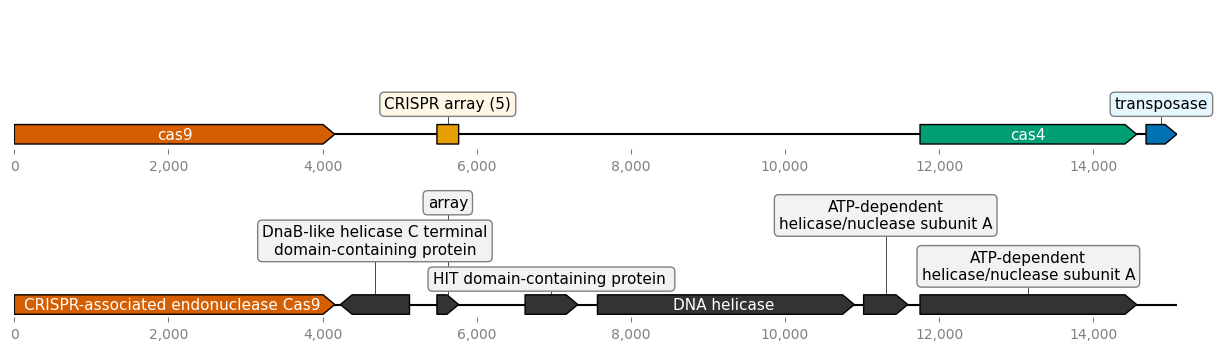 CRISPR array (5)
transposase
cas9
cas4
0
2,000
4,000
6,000
8,000
10,000
12,000
14,000
array
ATP-dependent
helicase/nuclease subunit A
DnaB-like helicase C terminal
domain-containing protein
ATP-dependent
helicase/nuclease subunit A
HIT domain-containing protein
CRISPR-associated endonuclease Cas9
DNA helicase
0
2,000
4,000
6,000
8,000
10,000
12,000
14,000